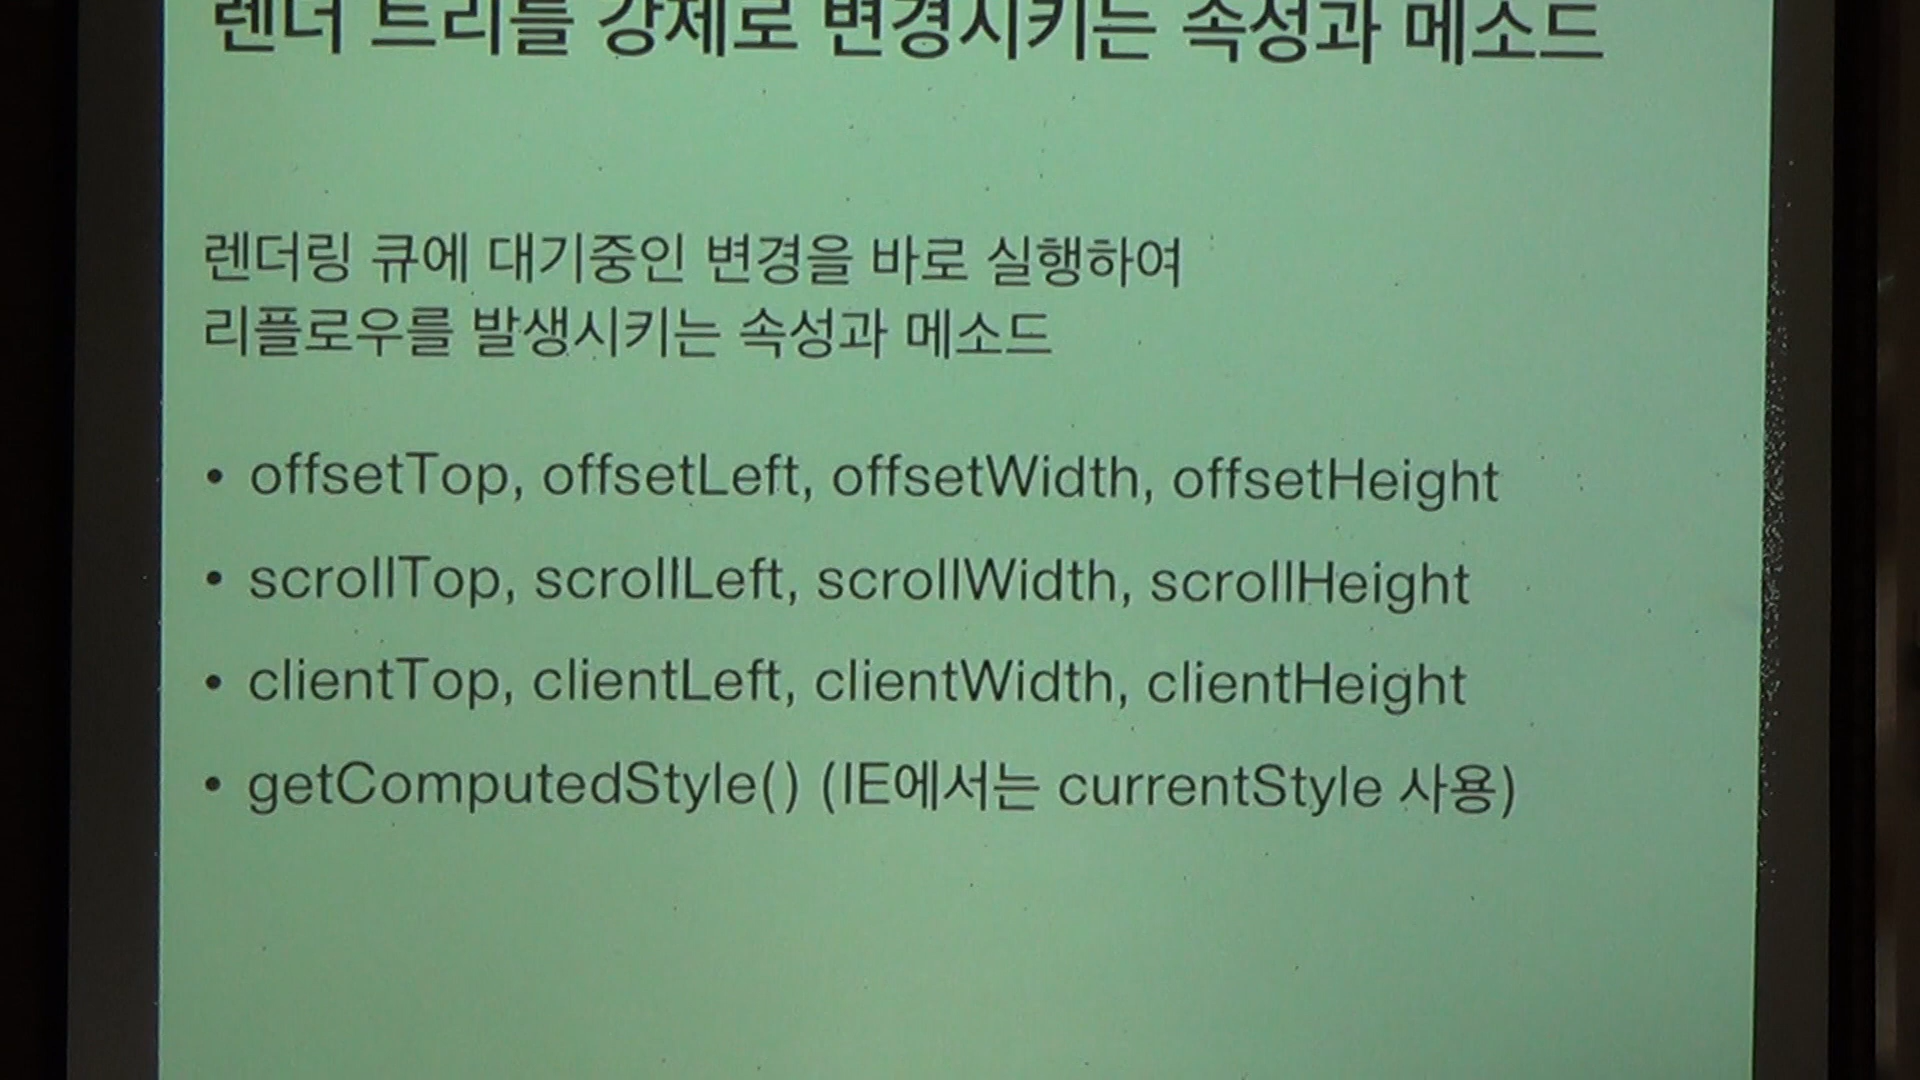 렌더 트리를 강제로 변경시키는 속성과 메소드
렌더링 큐에 대기중인 변경을 바로 실행하여
리플로우를 발생시키는 속성과 메소드
• offsetTop, offsetLeft, offsetWidth, offsetHeight
• scrollTop, scrollLeft, scrollWidth, scrollHeight
• clientTop, clientLeft, clientWidth, clientHeight
• getComputedStyle() (IE에서는 currentStyle 사용)